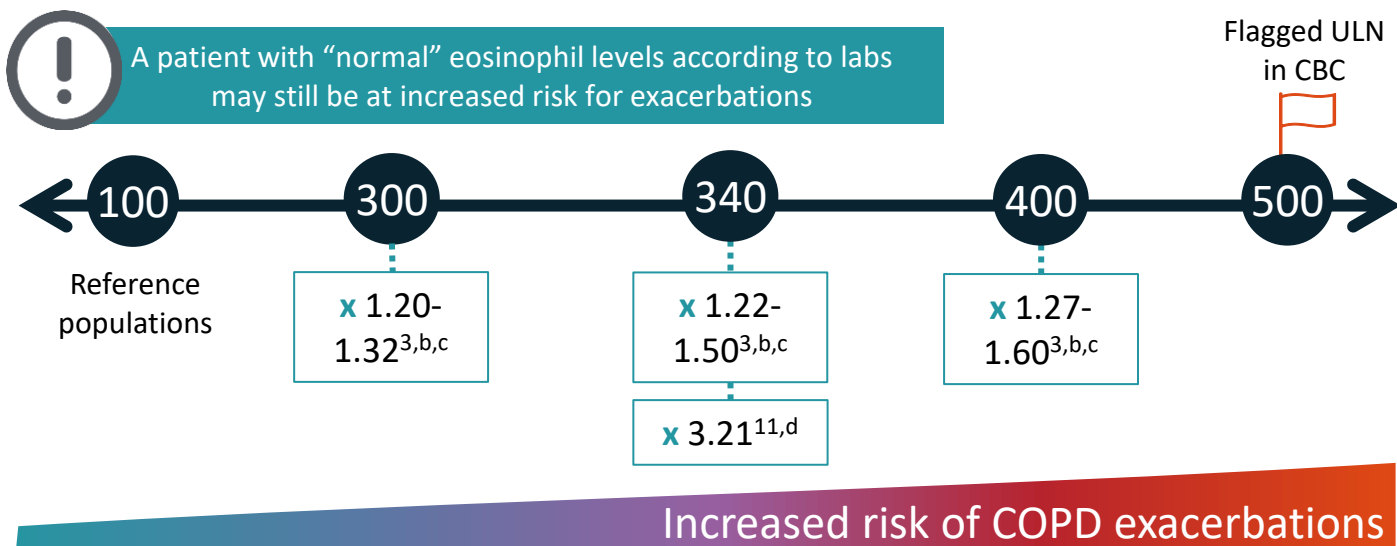 A patient with “normal” eosinophil levels according to labs
may still be at increased risk for exacerbations
Flagged ULN
in CBC
100
300
340
400
500
Reference
populations
x 1.20-
1.323,b,c
x 1.22-
1.503,b,c
x 1.27-
1.603,b,c
x 3.2111,d
Increased risk of COPD exacerbations